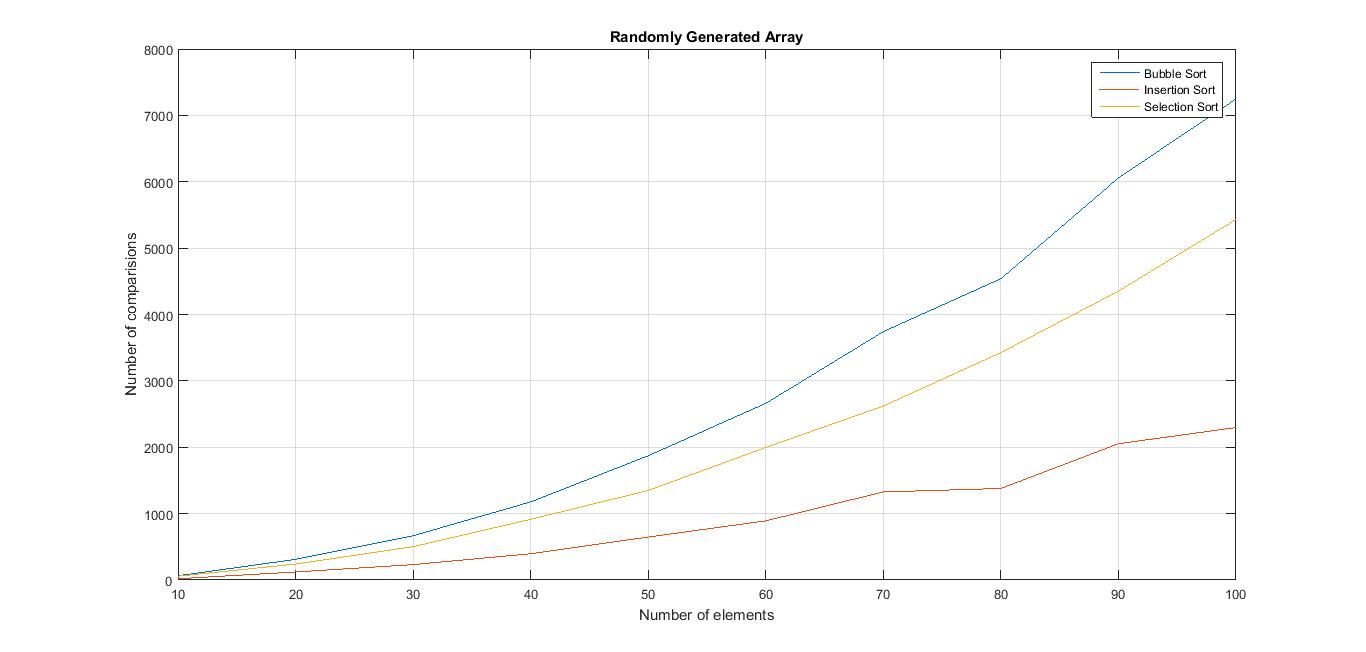 Randomly Generated Array
Bubble Sort
Insertion Sort
Selection Sort
8000
7000
6000
5000
4000
3000
2000
1000
0
Number of comparisions
10 20 30 40 50 60 70 80 90 100
Number of elements